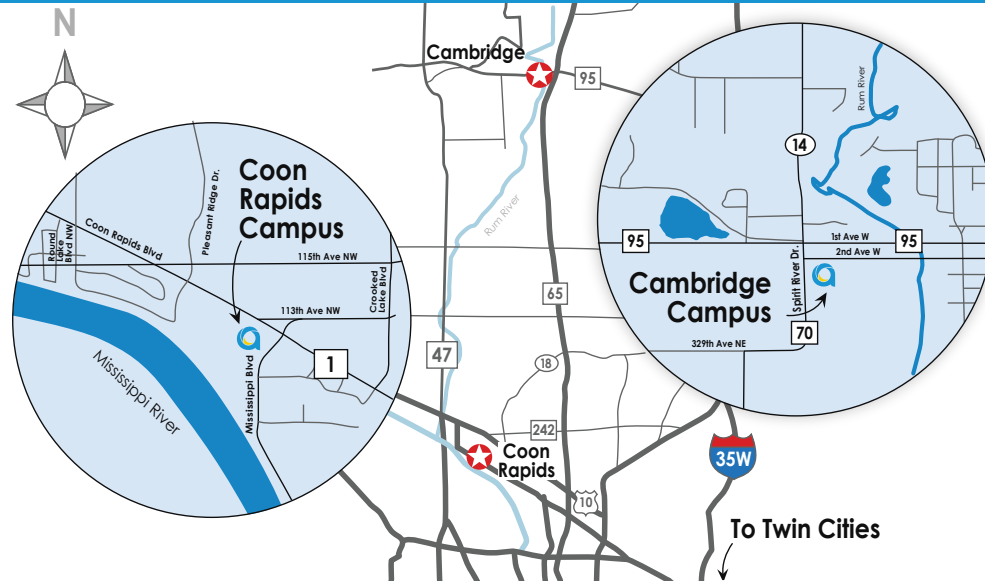 N
Cambridge
95
Rum River
Coon
Rapids
Campus
Pleasant Ridge Dr.
Coon Rapids Blvd
Round
Lake
Blvd NW
115th Ave NW
Crooked
Lake Blvd
113th Ave NW
Mississippi Blvd
1
Mississippi River
65
47
18
242
Coon
Rapids
10
35W
To Twin Cities
Rum River
14
95
1st Ave W
95
2nd Ave W
Spirit River Dr.
Cambridge
Campus
70
329th Ave NE